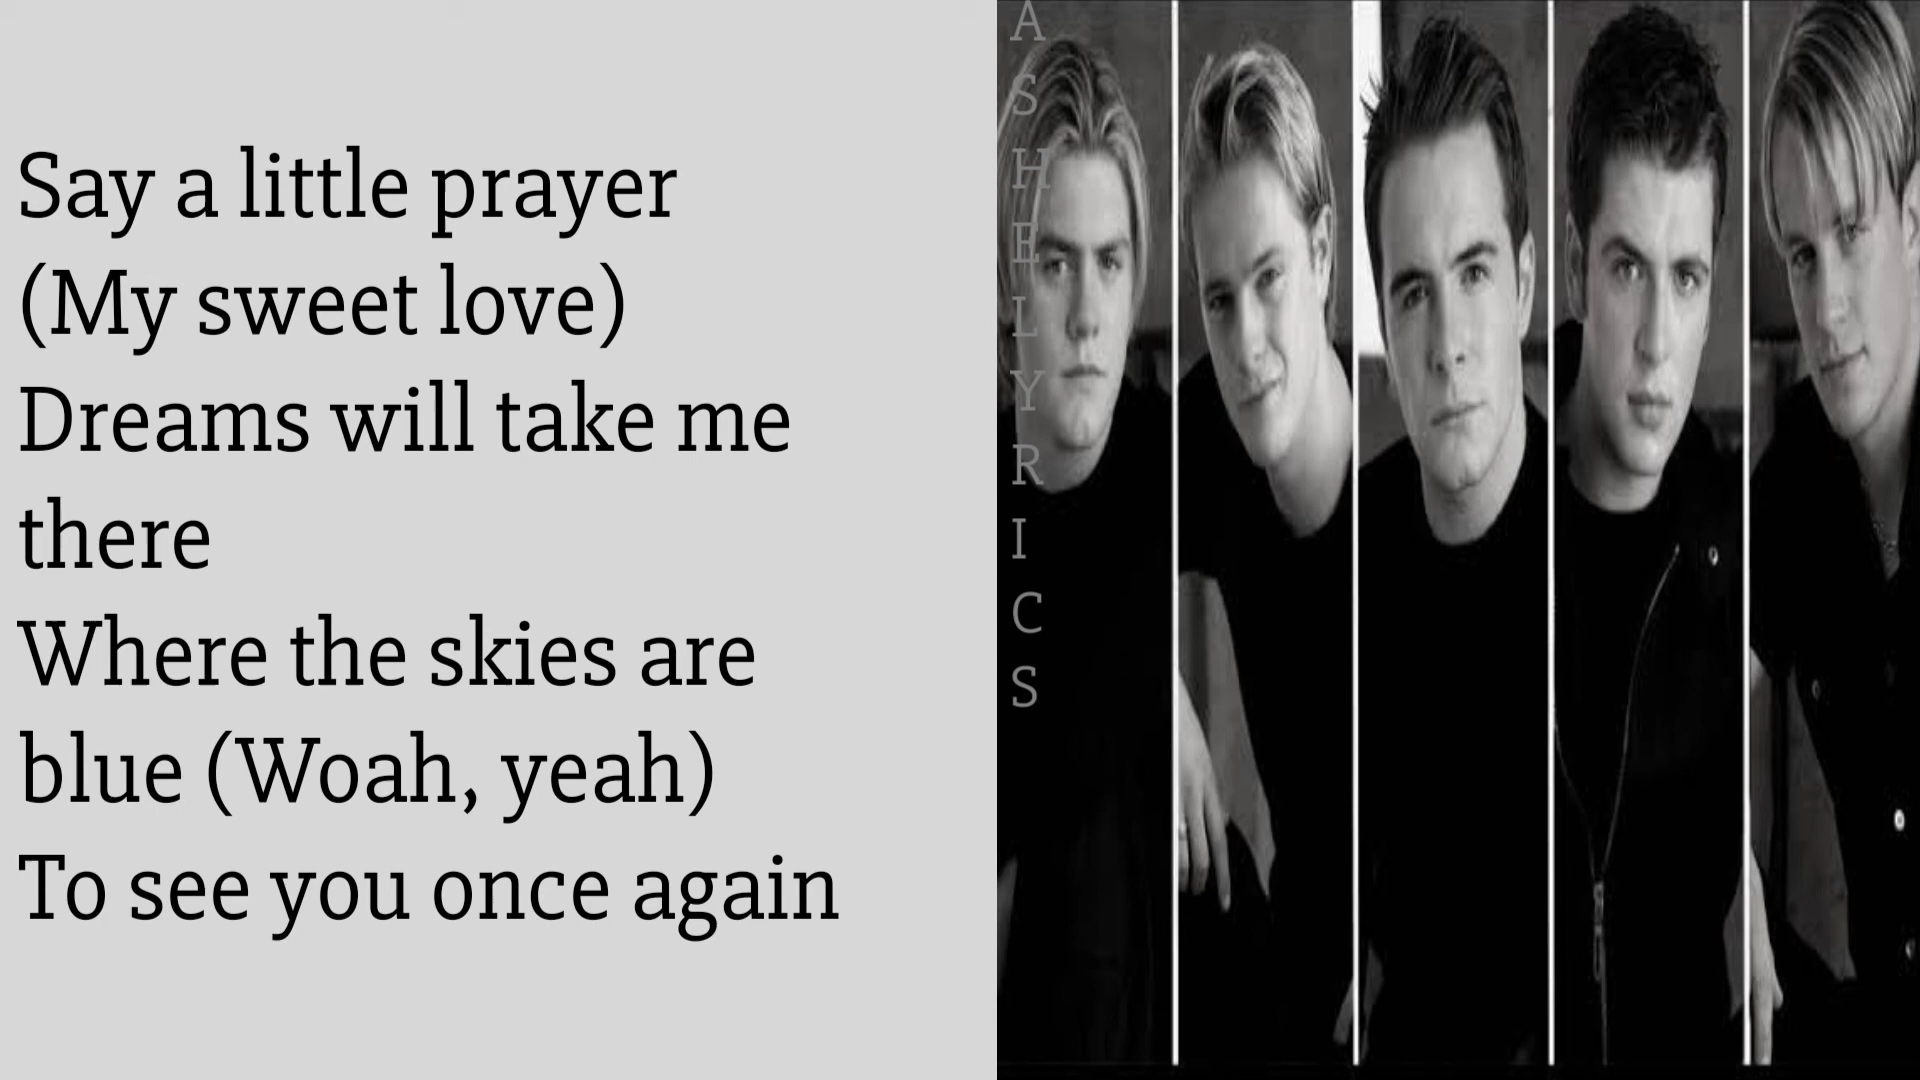 Say a little prayer
(My sweet love)
Dreams will take me
there
Where the skies are
blue (Woah, yeah)
To see you once again
A
S
H
E
L
Y
R
I
C
S